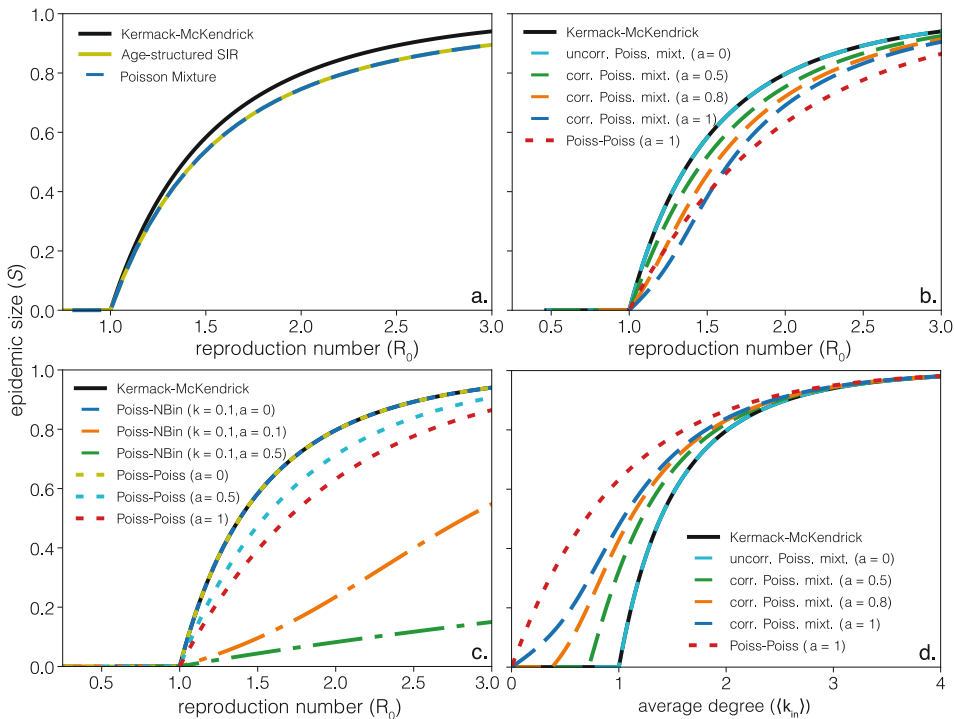 epidemic size (S)
1.0
0.8
0.6
0.4
0.2
0.0
Kermack-McKendrick
Age-structured SIR
Poisson Mixture
a.
1.0
1.5
2.0
2.5
3.0
reproduction number (R0)
Kermack-McKendrick
uncorr. Poiss. mixt. (a = 0)
corr. Poiss. mixt. (a = 0.5)
corr. Poiss. mixt. (a = 0.8)
corr. Poiss. mixt. (a = 1)
Poiss-Poiss (a = 1)
b.
0.5
1.0
1.5
2.0
2.5
3.0
reproduction number (R0)
1.0
0.8
0.6
0.4
0.2
0.0
Kermack-McKendrick
Poiss-NBin (k = 0.1,a = 0)
Poiss-NBin (k = 0.1,a = 0.1)
Poiss-NBin (k = 0.1,a = 0.5)
Poiss-Poiss (a = 0)
Poiss-Poiss (a = 0.5)
Poiss-Poiss (a = 1)
c.
0.5
1.0
1.5
2.0
2.5
3.0
reproduction number (R0)
Kermack-McKendrick
uncorr. Poiss. mixt. (a = 0)
corr. Poiss. mixt. (a = 0.5)
corr. Poiss. mixt. (a = 0.8)
corr. Poiss. mixt. (a = 1)
Poiss-Poiss (a = 1)
d.
0
1
2
3
4
average degree (⟨kin⟩)